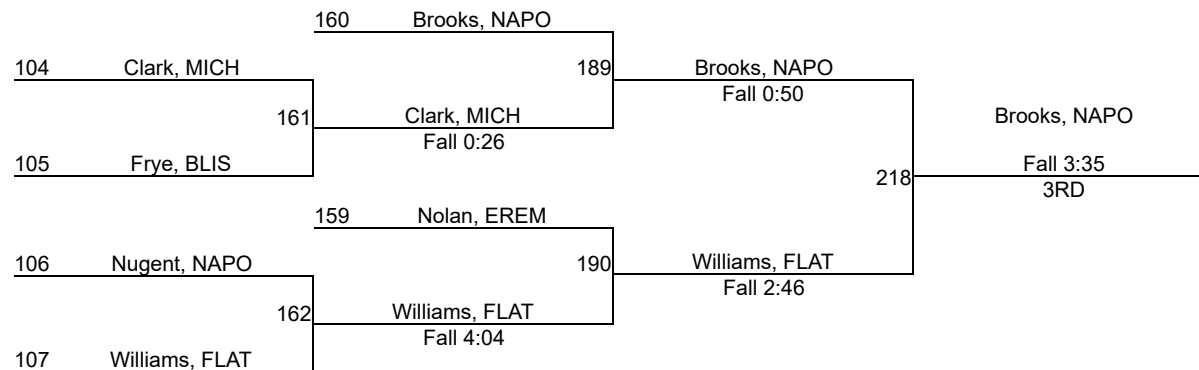 160 Brooks, NAPO
104 Clark, MICH
189 Brooks, NAPO
Fall 0:50
161 Clark, MICH
Fall 0:26
Brooks, NAPO
105 Frye, BLIS
Fall 3:35
218
3RD
159 Nolan, EREM
106 Nugent, NAPO
190 Williams, FLAT
Fall 2:46
162 Williams, FLAT
Fall 4:04
107 Williams, FLAT